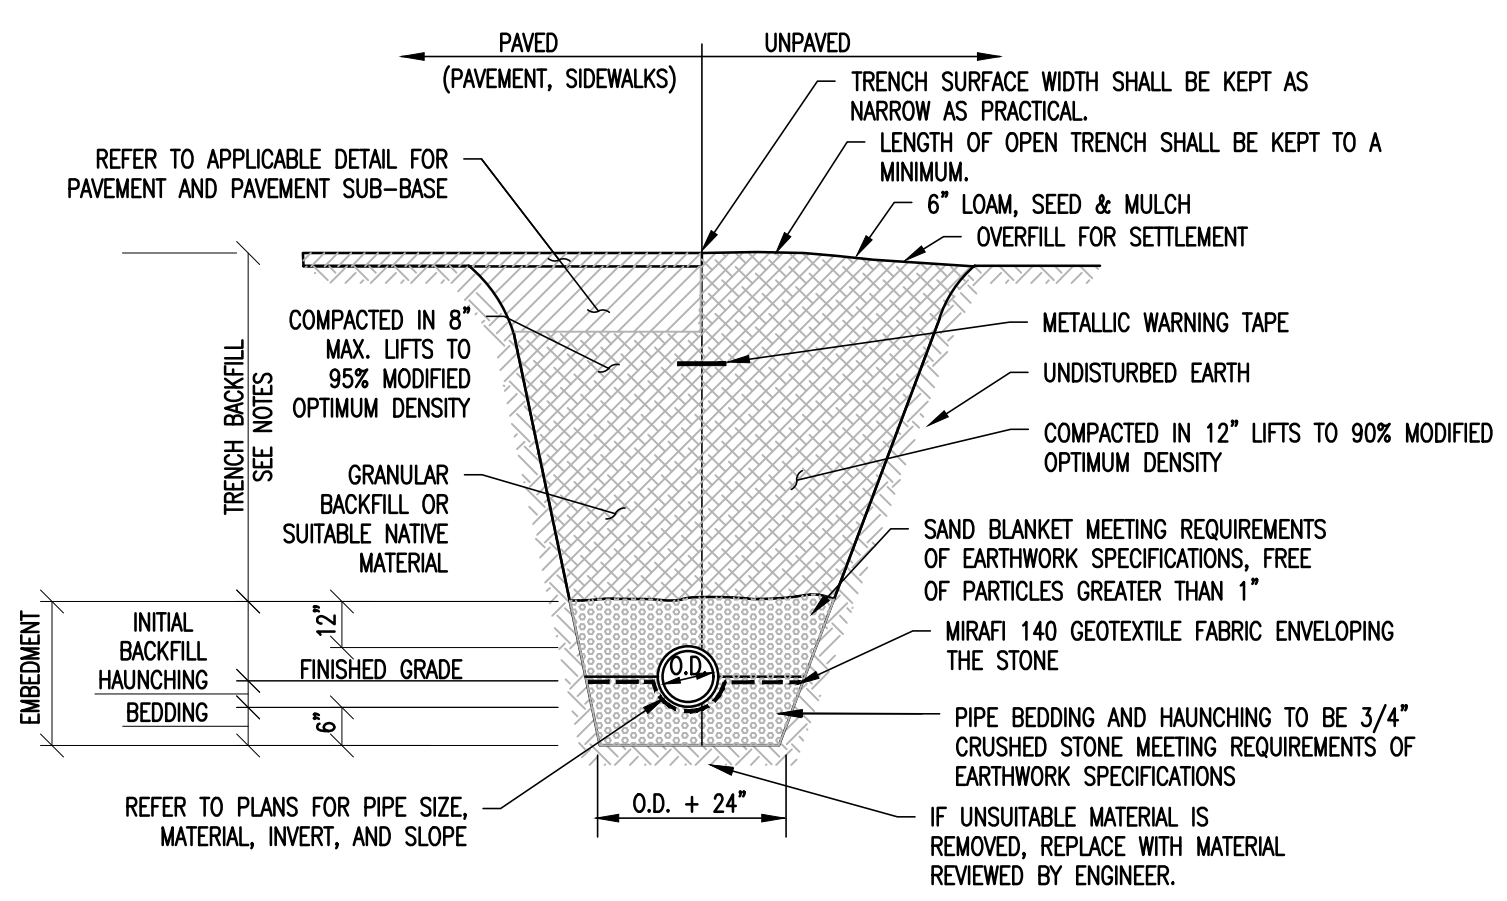 PAVED
UNPAVED
(PAVEMENT, SIDEWALKS)
TRENCH SURFACE WIDTH SHALL BE KEPT AS
NARROW AS PRACTICAL.
LENGTH OF OPEN TRENCH SHALL BE KEPT TO A
MINIMUM.
6" LOAM, SEED & MULCH
OVERFILL FOR SETTLEMENT
REFER TO APPLICABLE DETAIL FOR
PAVEMENT AND PAVEMENT SUB-BASE
COMPACTED IN 8"
MAX. LIFTS TO
95% MODIFIED
OPTIMUM DENSITY
METALLIC WARNING TAPE
UNDISTURBED EARTH
COMPACTED IN 12" LIFTS TO 90% MODIFIED
OPTIMUM DENSITY
TRENCH BACKFILL
SEE NOTES
GRANULAR
BACKFILL OR
SUITABLE NATIVE
MATERIAL
SAND BLANKET MEETING REQUIREMENTS
OF EARTHWORK SPECIFICATIONS, FREE
OF PARTICLES GREATER THAN 1"
EMBEDMENT
INITIAL
BACKFILL
HAUNCHING
BEDDING
12"
FINISHED GRADE
6"
O.D.
MIRAFI 140 GEOTEXTILE FABRIC ENVELOPING
THE STONE
PIPE BEDDING AND HAUNCHING TO BE 3/4"
CRUSHED STONE MEETING REQUIREMENTS OF
EARTHWORK SPECIFICATIONS
REFER TO PLANS FOR PIPE SIZE,
MATERIAL, INVERT, AND SLOPE
O.D. + 24"
IF UNSUITABLE MATERIAL IS
REMOVED, REPLACE WITH MATERIAL
REVIEWED BY ENGINEER.